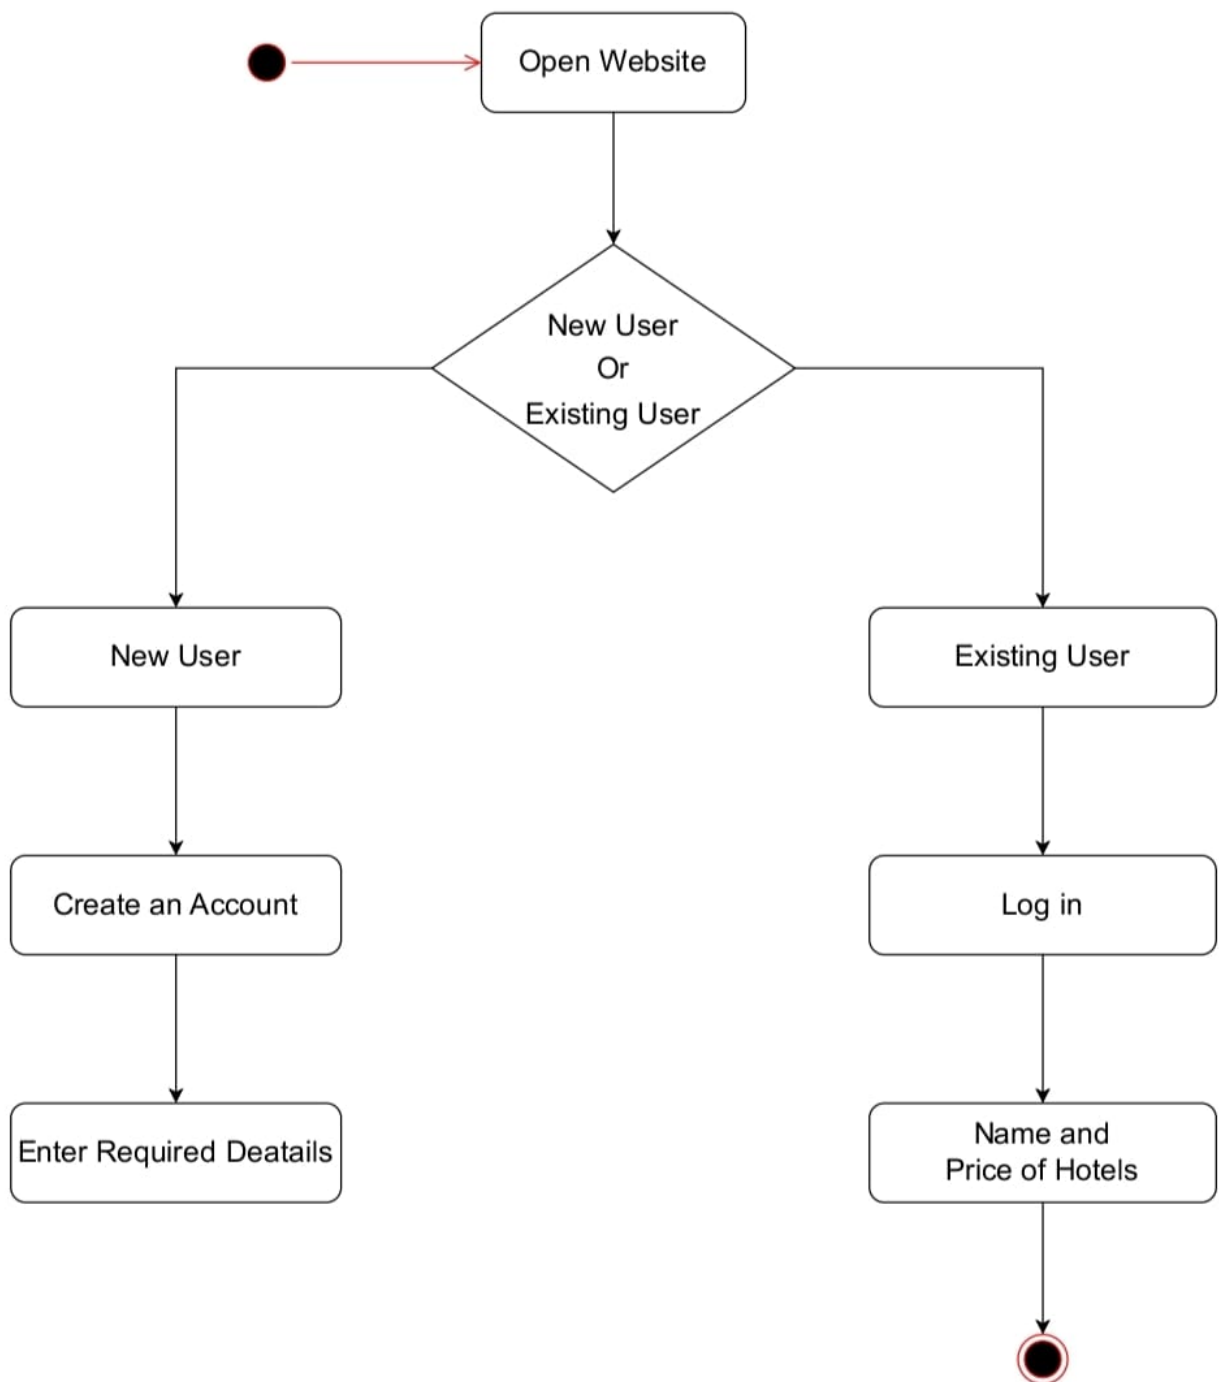 Open Website
New User
Or
Existing User
New User
Existing User
Create an Account
Log in
Enter Required Deatails
Name and
Price of Hotels